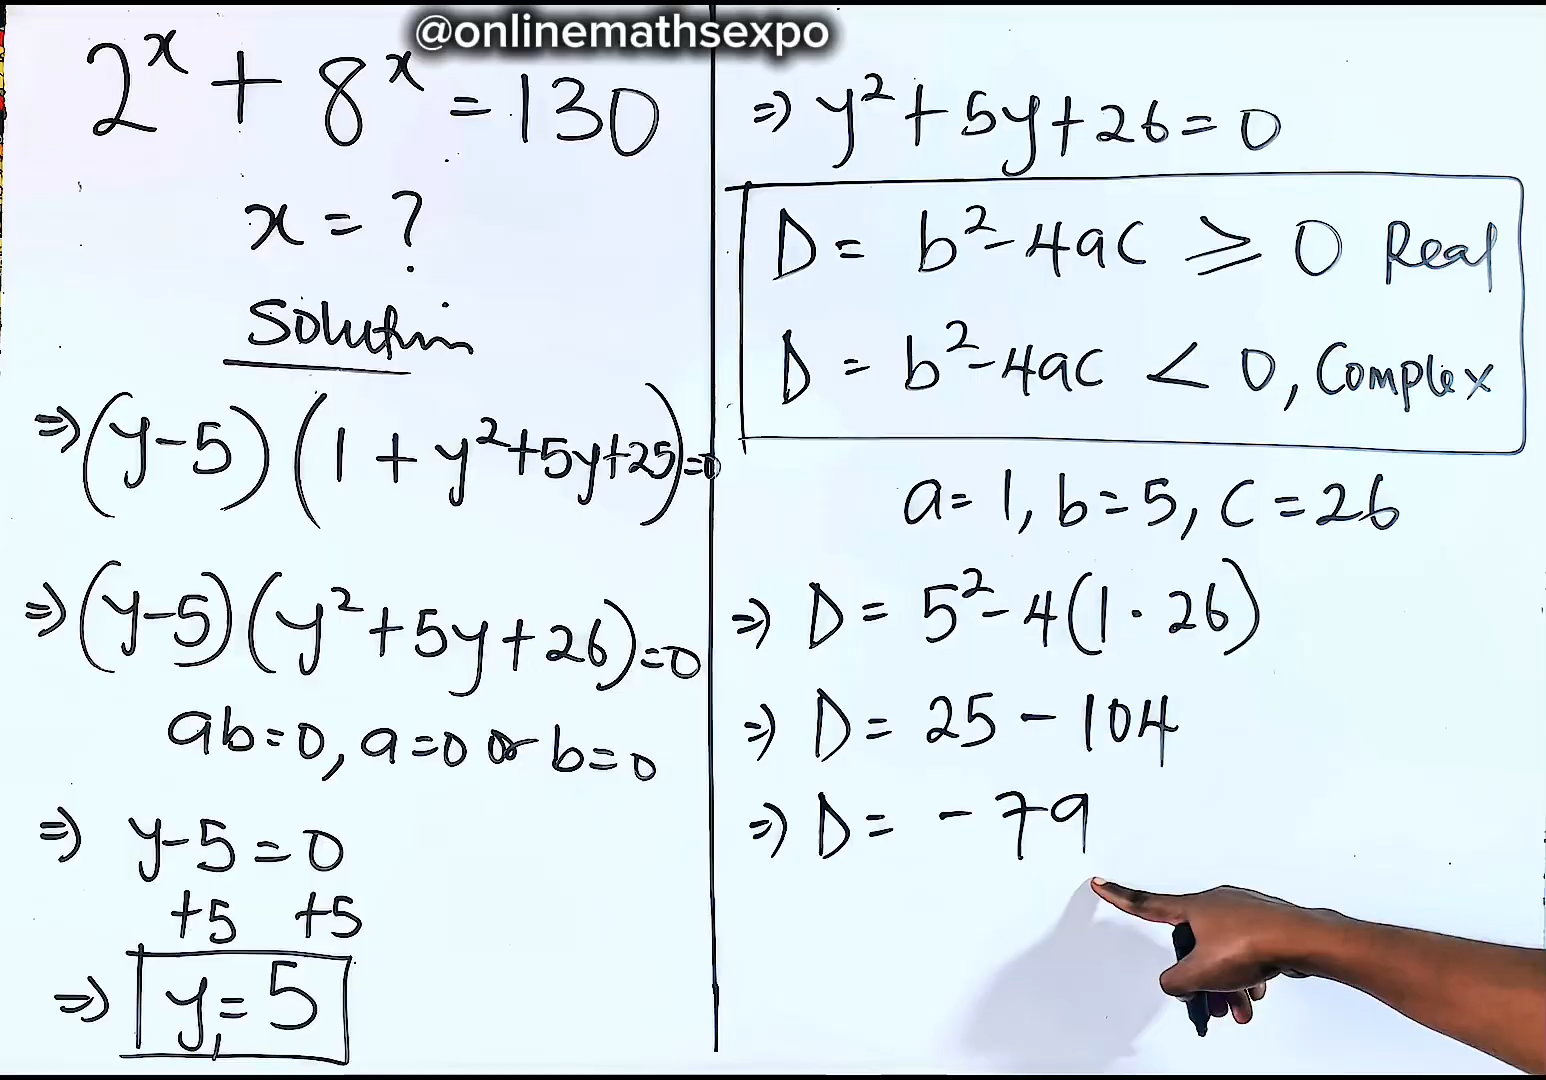 @onlinemathsexpo
2^x + 8^x = 130
x = ?
Solution
⇒ (y-5)(1 + y²+5y+25)=0
⇒ (y-5)(y²+5y+26)=0
ab=0, a=0 or b=0
⇒ y-5=0
+5 +5
⇒ y₁=5
⇒ y²+5y+26=0
D = b²-4ac ⩾ 0 Real
D = b²-4ac < 0, Complex
a=1, b=5, c=26
⇒ D = 5²-4(1·26)
⇒ D = 25-104
⇒ D = -79